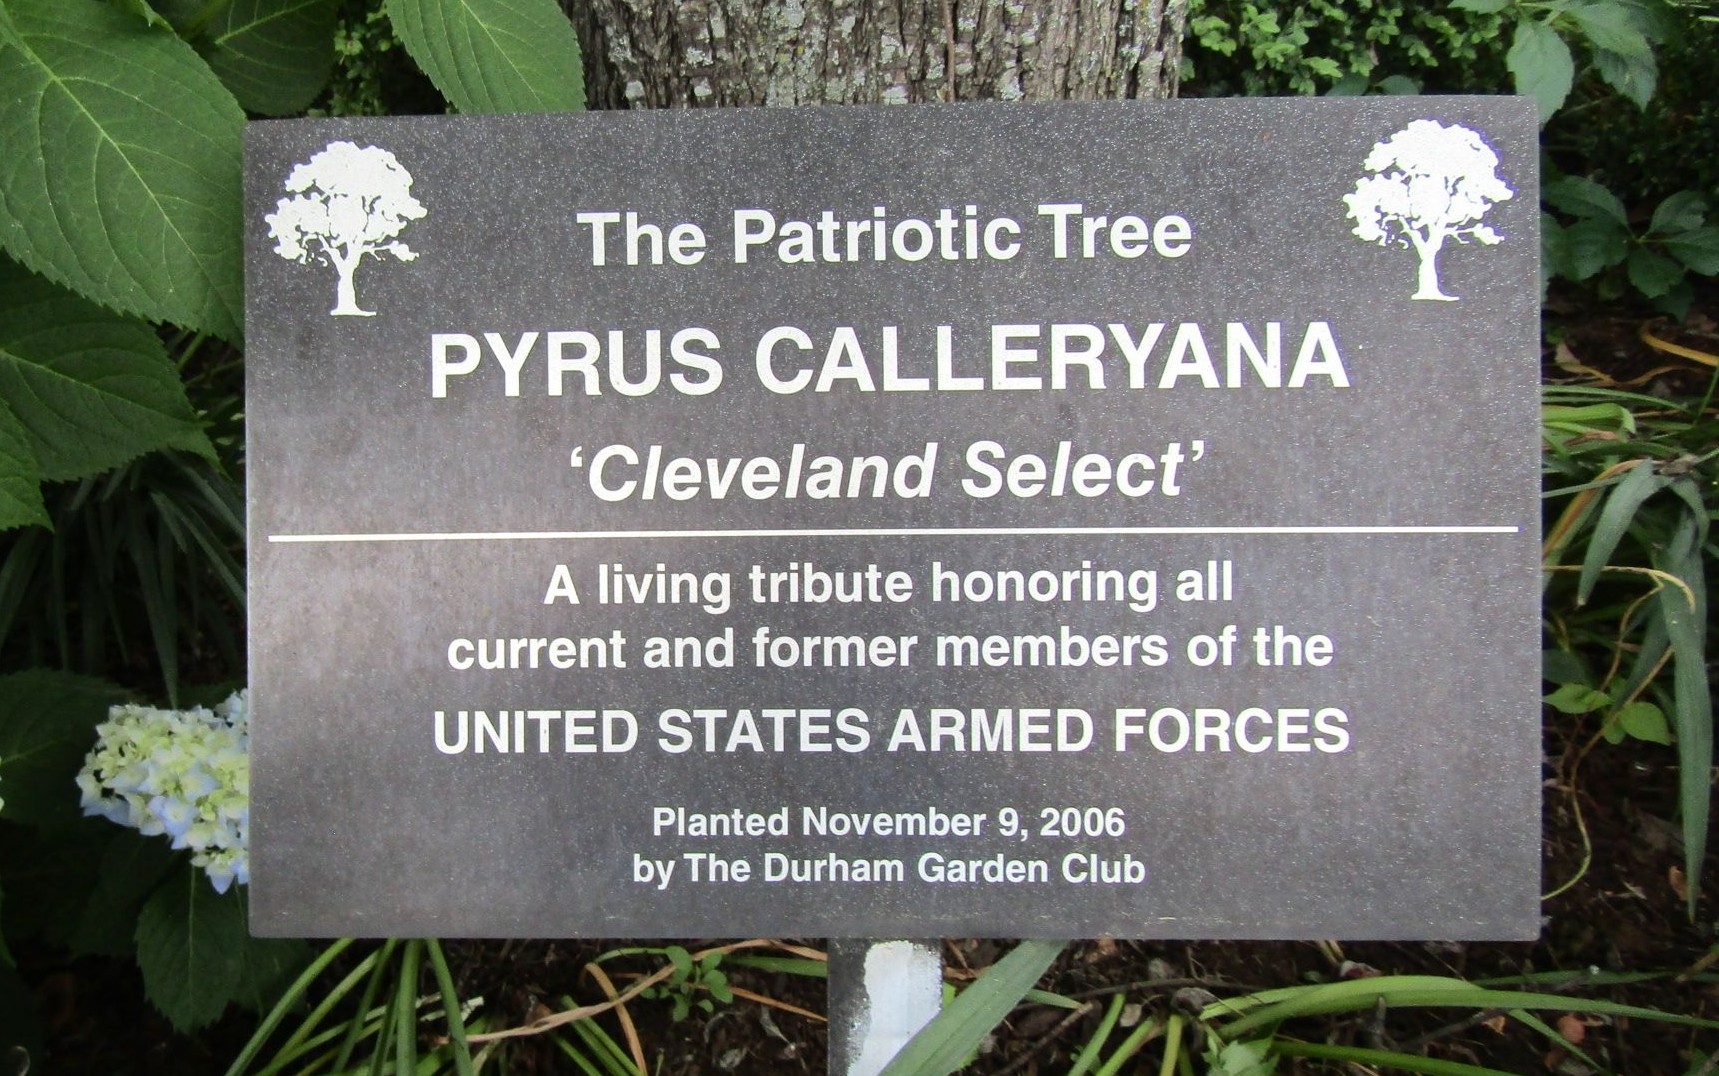 The Patriotic Tree
PYRUS CALLERYANA
‘Cleveland Select’
A living tribute honoring all
current and former members of the
UNITED STATES ARMED FORCES
Planted November 9, 2006
by The Durham Garden Club